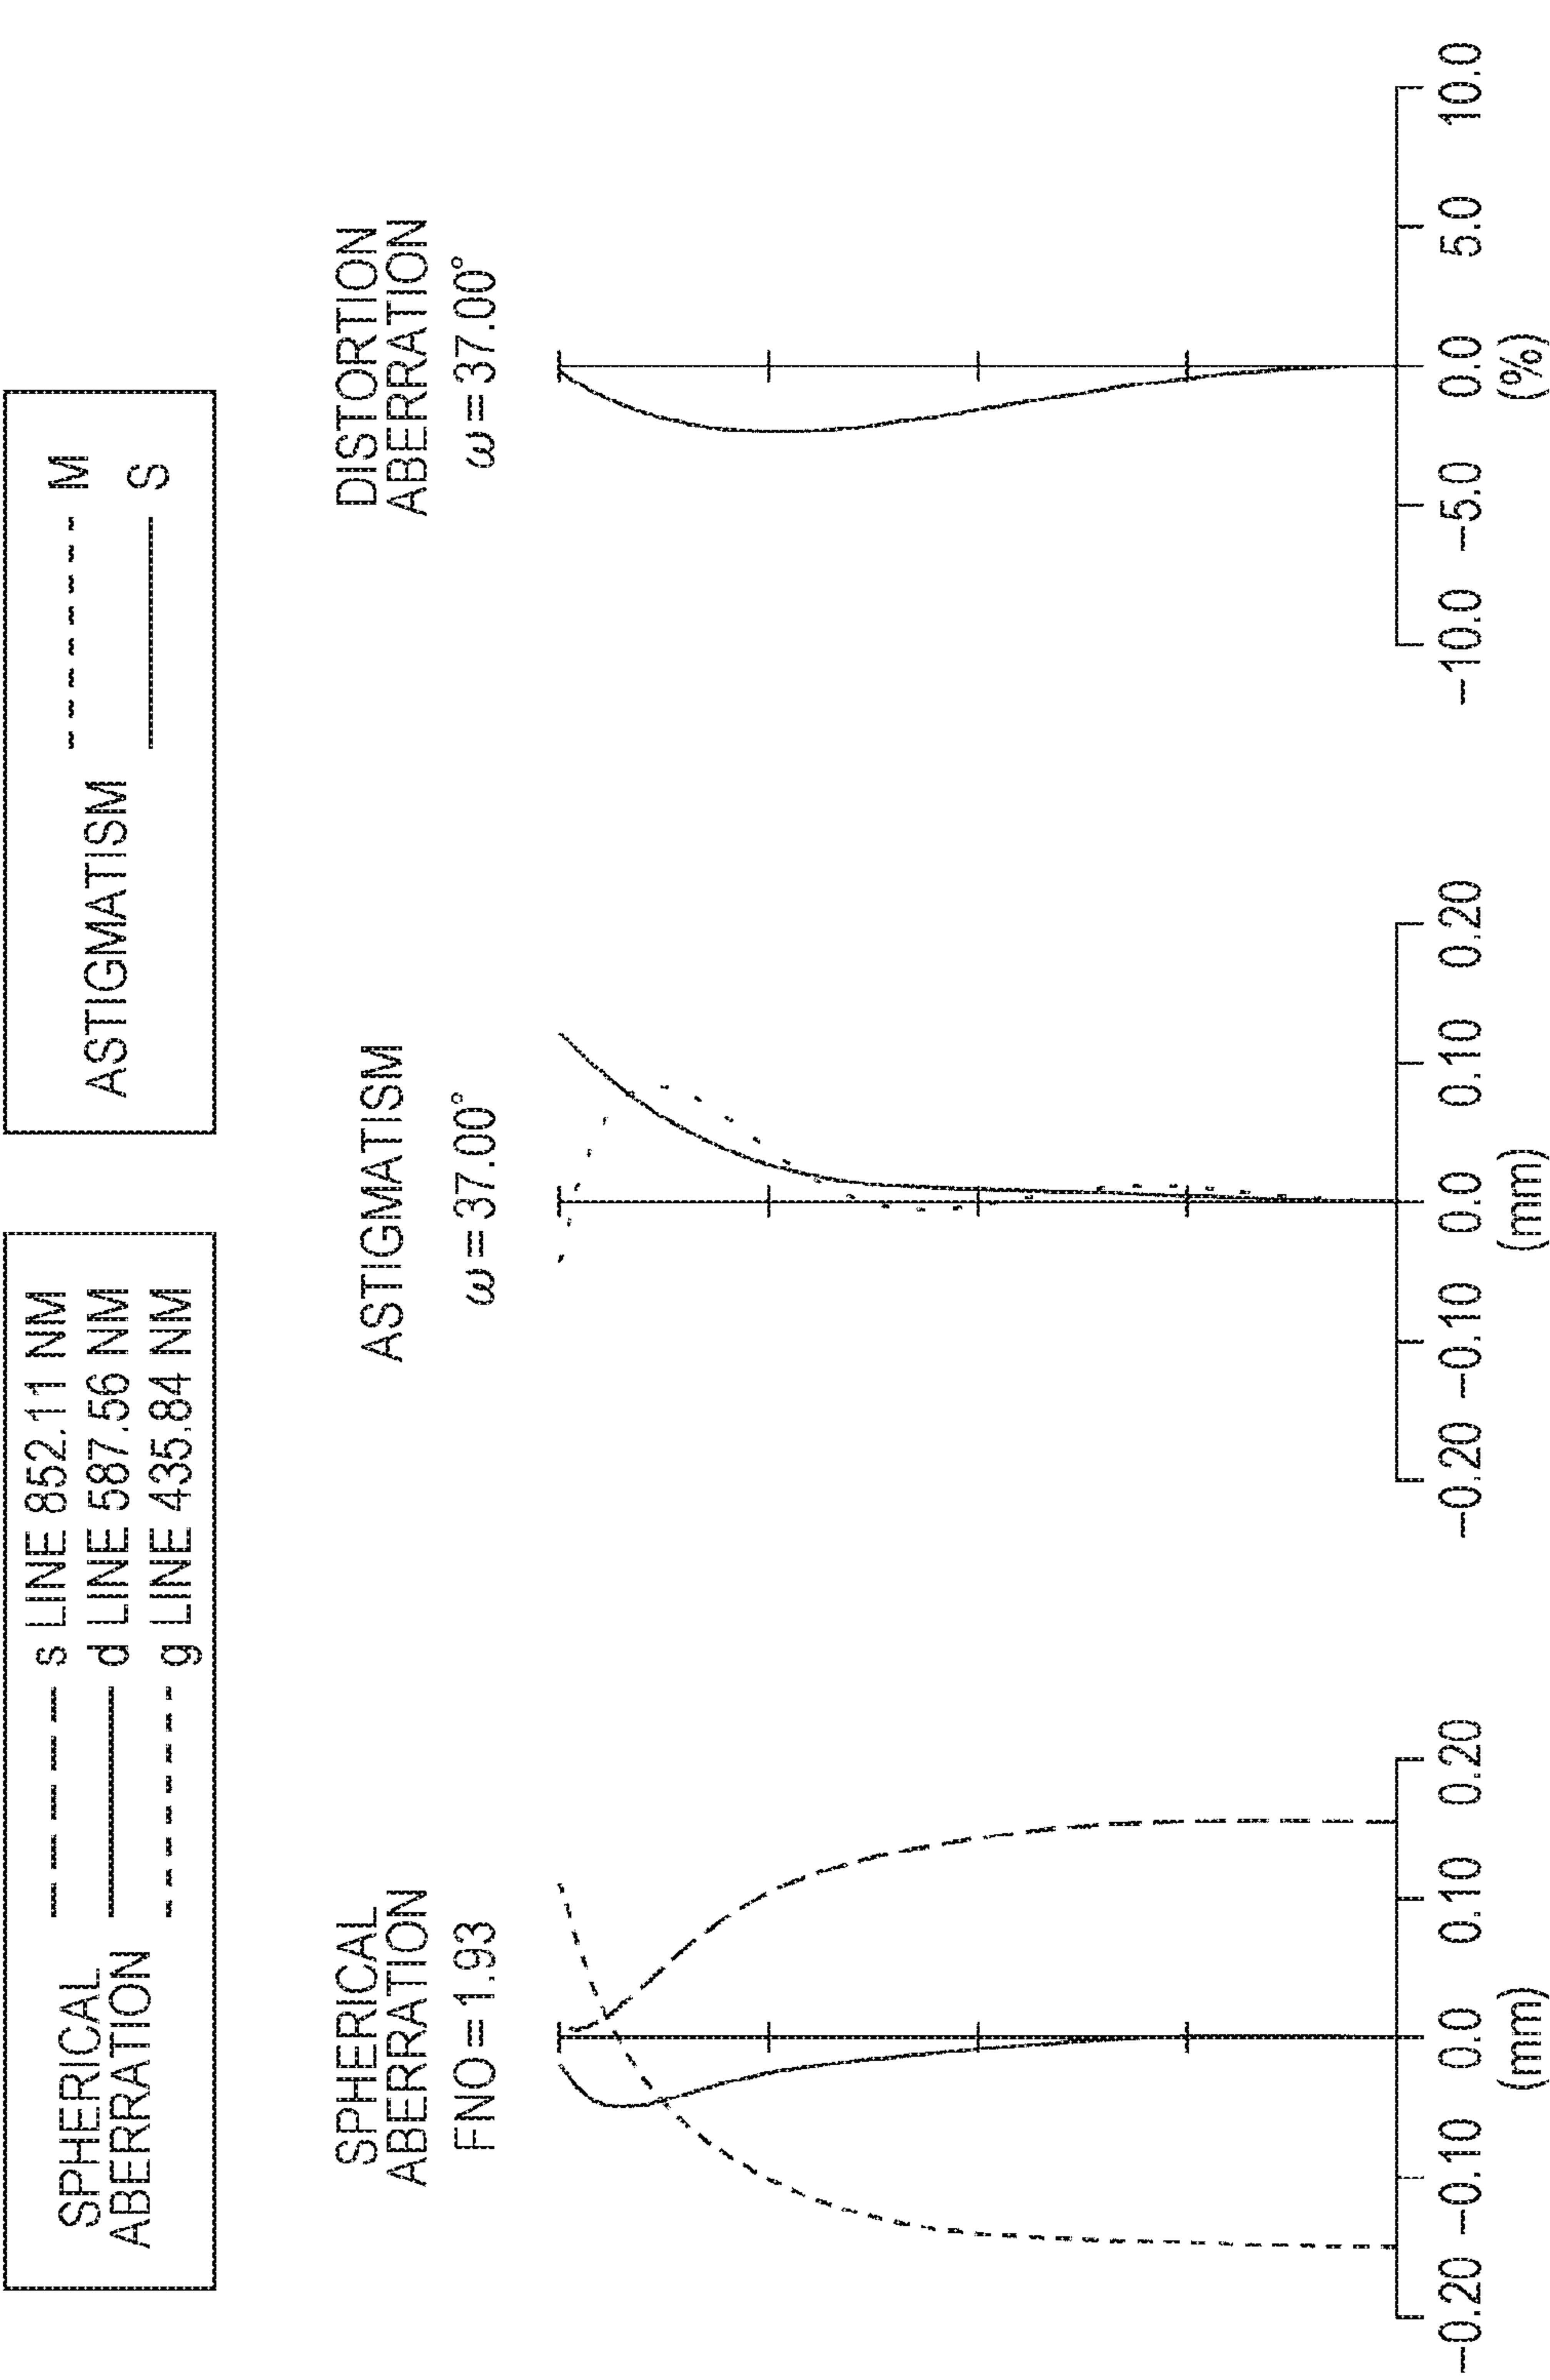 SPHERICAL
ABERRATION
s LINE 852.11 NM
d LINE 587.56 NM
g LINE 435.84 NM
ASTIGMATISM
M
S
SPHERICAL
ABERRATION
FNO=1.93
−0.20 −0.10 0.0 0.10 0.20
(mm)
ASTIGMATISM
ω=37.00°
−0.20 −0.10 0.0 0.10 0.20
(mm)
DISTORTION
ABERRATION
ω=37.00°
−10.0 −5.0 0.0 5.0 10.0
(%)